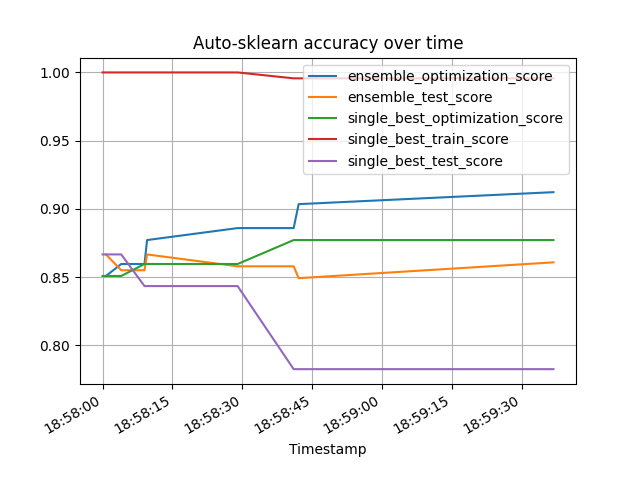 Auto-sklearn accuracy over time
1.00
0.95
0.90
0.85
0.80
ensemble_optimization_score
ensemble_test_score
single_best_optimization_score
single_best_train_score
single_best_test_score
18:58:00
18:58:15
18:58:30
18:58:45
18:59:00
18:59:15
18:59:30
Timestamp